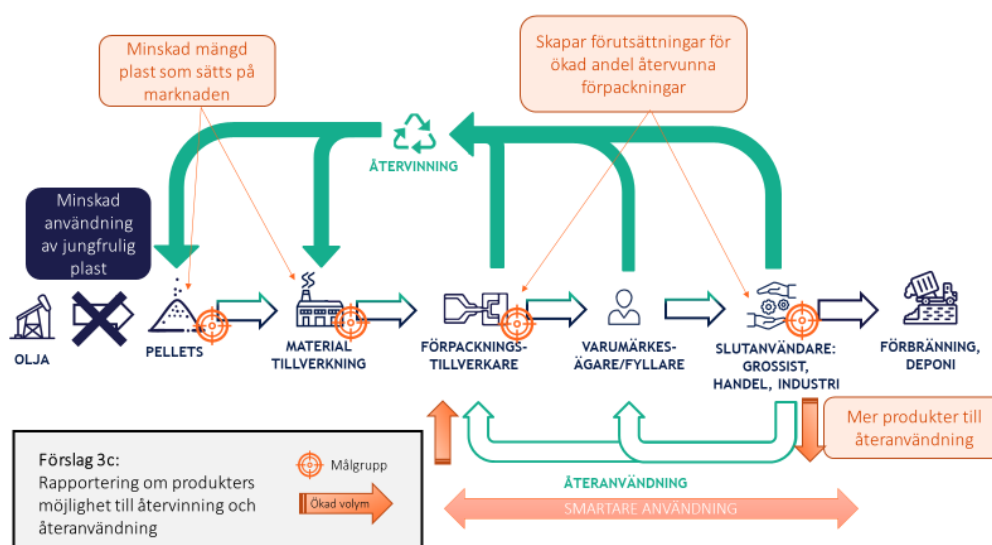 Minskad mängd
plast som sätts på
marknaden
Skapar förutsättningar för
ökad andel återvunna
förpackningar
ÅTERVINNING
Minskad
användning
av jungfrulig
plast
OLJA
PELLETS
MATERIAL
TILLVERKNING
FÖRPACKNINGS-
TILLVERKARE
VARUMÄRKES-
ÄGARE/FYLLARE
SLUTANVÄNDARE:
GROSSIST,
HANDEL, INDUSTRI
FÖRBRÄNNING,
DEPONI
Mer produkter till
återanvändning
ÅTERANVÄNDNING
SMARTARE ANVÄNDNING
Förslag 3c:
Rapportering om produkters
möjlighet till återvinning och
återanvändning
Målgrupp
Ökad volym